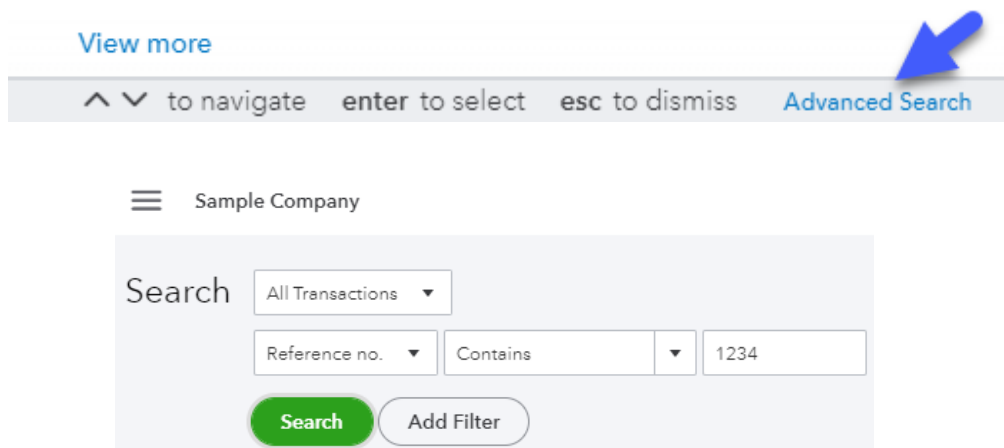 View more
to navigate enter to select esc to dismiss Advanced Search
Sample Company
Search All Transactions
Reference no. Contains 1234
Search Add Filter